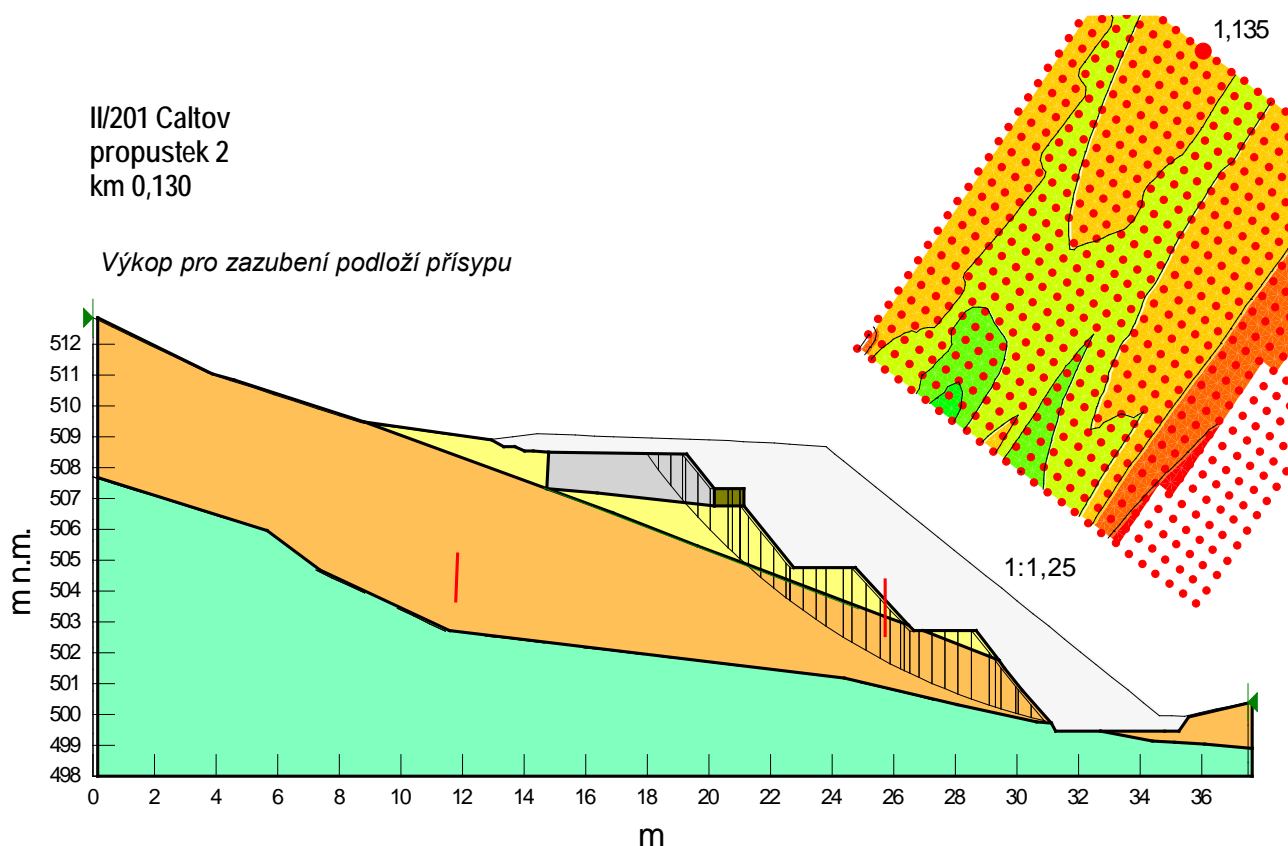 1,135
II/201 Caltov
propustek 2
km 0,130
Výkop pro zazubení podloží přísypu
512
511
510
509
508
507
506
505
504
503
502
501
500
499
498
m n.m.
1:1,25
0 2 4 6 8 10 12 14 16 18 20 22 24 26 28 30 32 34 36
m